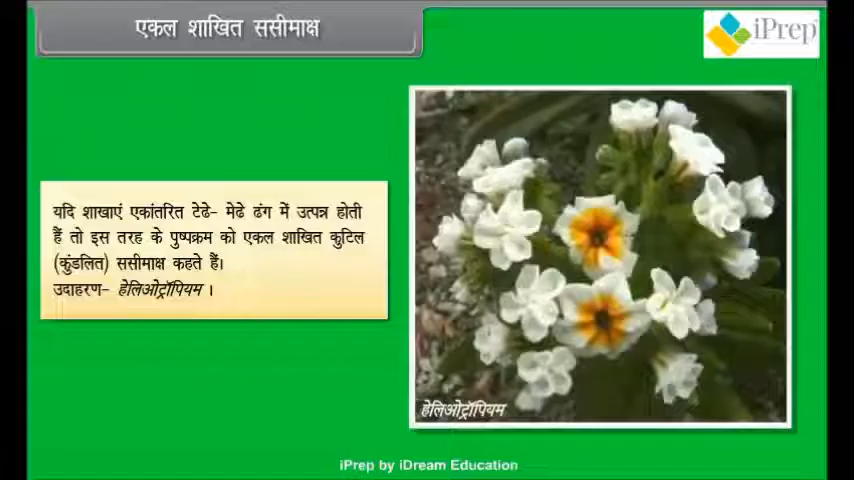 एकल शाखित ससीमाक्ष
iPrep
यदि शाखाएं एकांतरित टेढे- मेढे ढंग में उत्पन्न होती
हैं तो इस तरह के पुष्पक्रम को एकल शाखित कुटिल
(कुंडलित) ससीमाक्ष कहते हैं।
उदाहरण- हेलिओट्रॉपियम ।
हेलिओट्रॉपियम
iPrep by iDream Education